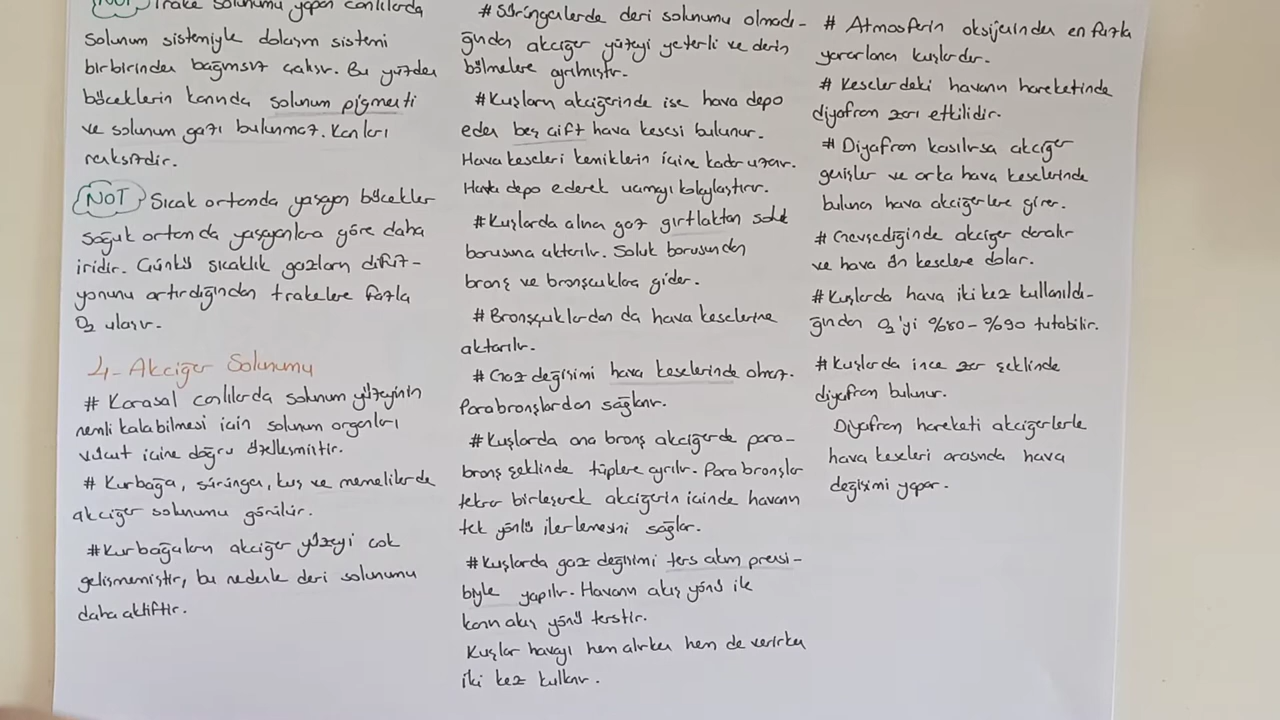 NOT Trake solunumu yapan canlılarda
solunum sistemiyle dolaşım sistemi
birbirinden bağımsız çalışır. Bu yüzden
böceklerin kanında solunum pigmenti
ve solunum gazı bulunmaz. Kanları
renksizdir.
NOT Sıcak ortamda yaşayan böcekler
soğuk ortamda yaşayanlara göre daha
iridir. Çünkü sıcaklık gazların difüz-
yonunu artırdığından trakelere fazla
O₂ ulaşır.
4- Akciğer Solunumu
# Karasal canlılarda solunum yüzeyinin
nemli kalabilmesi için solunum organları
vücut içine doğru özelleşmiştir.
# Kurbağa, sürüngen, kuş ve memelilerde
akciğer solunumu görülür.
# Kurbağaların akciğer yüzeyi çok
gelişmemiştir, bu nedenle deri solunumu
daha aktiftir.
# Sürüngenlerde deri solunumu olmadı-
ğından akciğer yüzeyi yeterli ve derin
bölmelere ayrılmıştır.
# Kuşların akciğerinde ise hava depo
eden beş çift hava kesesi bulunur.
Hava keseleri kemiklerin içine kadar uzar.
Hava depo ederek uçmayı kolaylaştırır.
# Kuşlarda alınan gaz gırtlaktan soluk
borusuna aktarılır. Soluk borusundan
bronş ve bronşçuklara gider.
# Bronşçuklardan da hava keselerine
aktarılır.
# Gaz değişimi hava keselerinde olmaz.
Parabronşlardan sağlanır.
# Kuşlarda ana bronş akciğerde para-
bronş şeklinde tüplere ayrılır. Parabronşlar
tekrar birleşerek akciğerin içinde havanın
tek yönlü ilerlemesini sağlar.
# Kuşlarda gaz değişimi ters akım prensi-
biyle yapılır. Havanın akış yönü ile
kanın akış yönü terstir.
Kuşlar havayı hem alırken hem de verirken
iki kez kullanır.
# Atmosferin oksijeninden en fazla
yararlanan kuşlardır.
# Keselerdeki havanın hareketinde
diyafram zarı etkilidir.
# Diyafram kasılırsa akciğer
genişler ve arka hava keselerinde
bulunan hava akciğerlere girer.
# Gevşediğinde akciğer daralır
ve hava ön keselere dolar.
# Kuşlarda hava iki kez kullanıldı-
ğından O₂'yi %80 - %90 tutabilir.
# Kuşlarda ince zar şeklinde
diyafram bulunur.
Diyafram hareketi akciğerlerle
hava keseleri arasında hava
değişimi yapar.